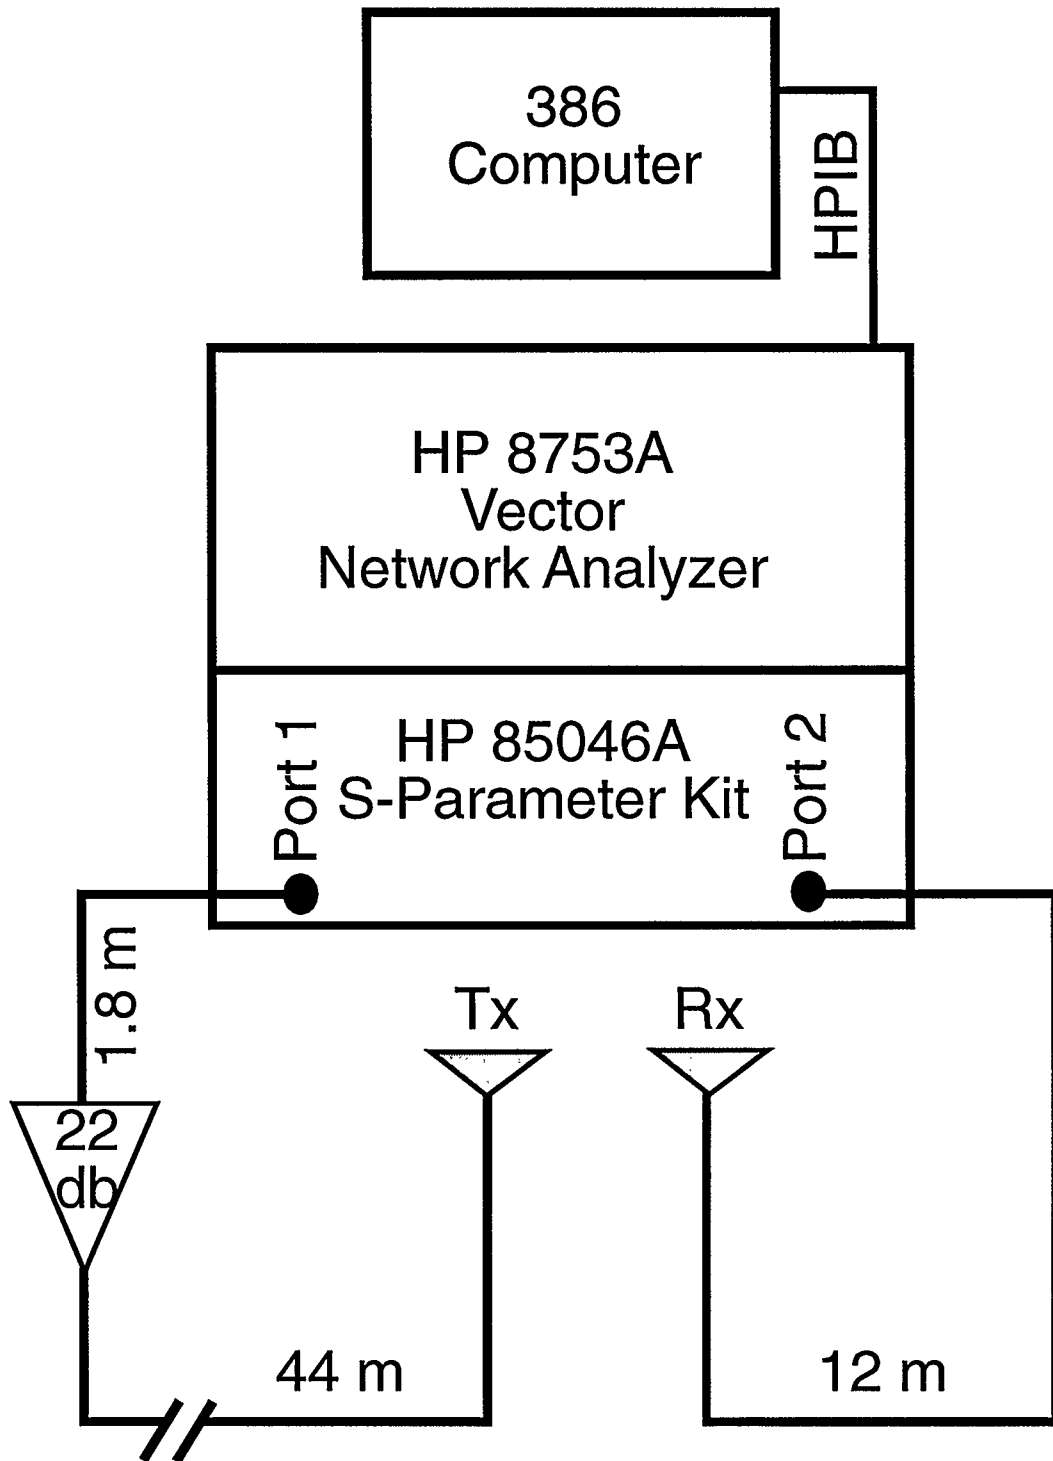 386
Computer
HPIB
HP 8753A
Vector
Network Analyzer
Port 1
HP 85046A
S-Parameter Kit
Port 2
1.8 m
Tx
Rx
22
db
44 m
12 m